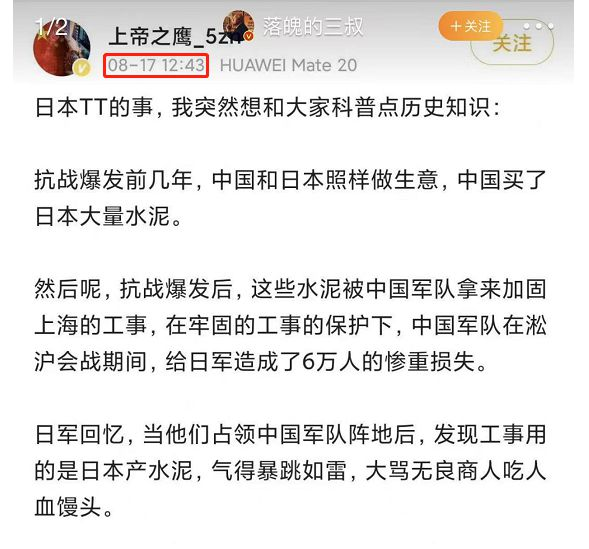 1/2
落魄的三叔
+关注
上帝之鹰_5zn
关注
08-17 12:43 HUAWEI Mate 20
日本TT的事，我突然想和大家科普点历史知识：
抗战爆发前几年，中国和日本照样做生意，中国买了
日本大量水泥。
然后呢，抗战爆发后，这些水泥被中国军队拿来加固
上海的工事，在牢固的工事的保护下，中国军队在淞
沪会战期间，给日军造成了6万人的惨重损失。
日军回忆，当他们占领中国军队阵地后，发现工事用
的是日本产水泥，气得暴跳如雷，大骂无良商人吃人
血馒头。